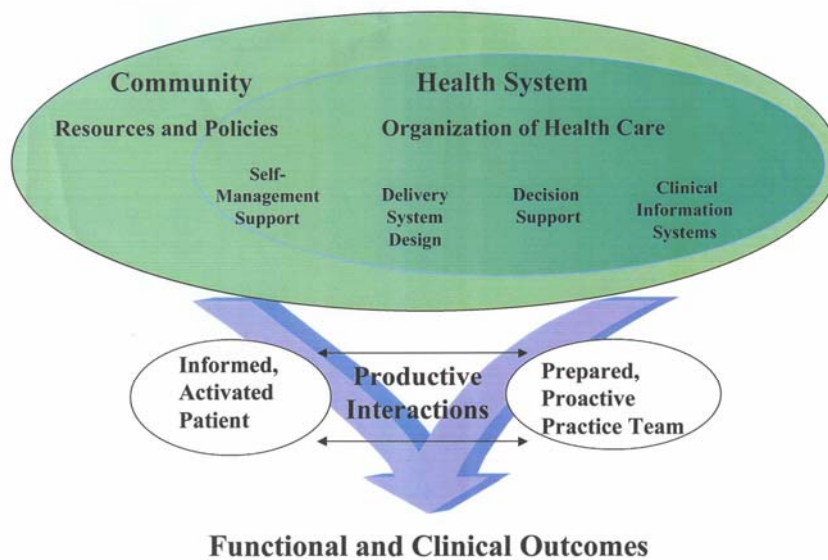 Community
Resources and Policies
Health System
Organization of Health Care
Self-
Management
Support
Delivery
System
Design
Decision
Support
Clinical
Information
Systems
Informed,
Activated
Patient
Productive
Interactions
Prepared,
Proactive
Practice Team
Functional and Clinical Outcomes